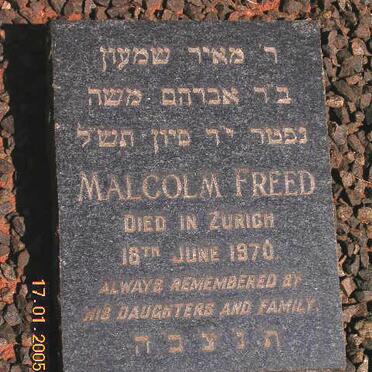 ר' מאיר שמעון
ב'ר אברהם משה
נפטר י'ד סיון תש'ל
MALCOLM FREED
DIED IN ZURICH
18TH JUNE 1970
ALWAYS REMEMBERED BY
HIS DAUGHTERS AND FAMILY.
ת נ צ ב ה
17.01.2005